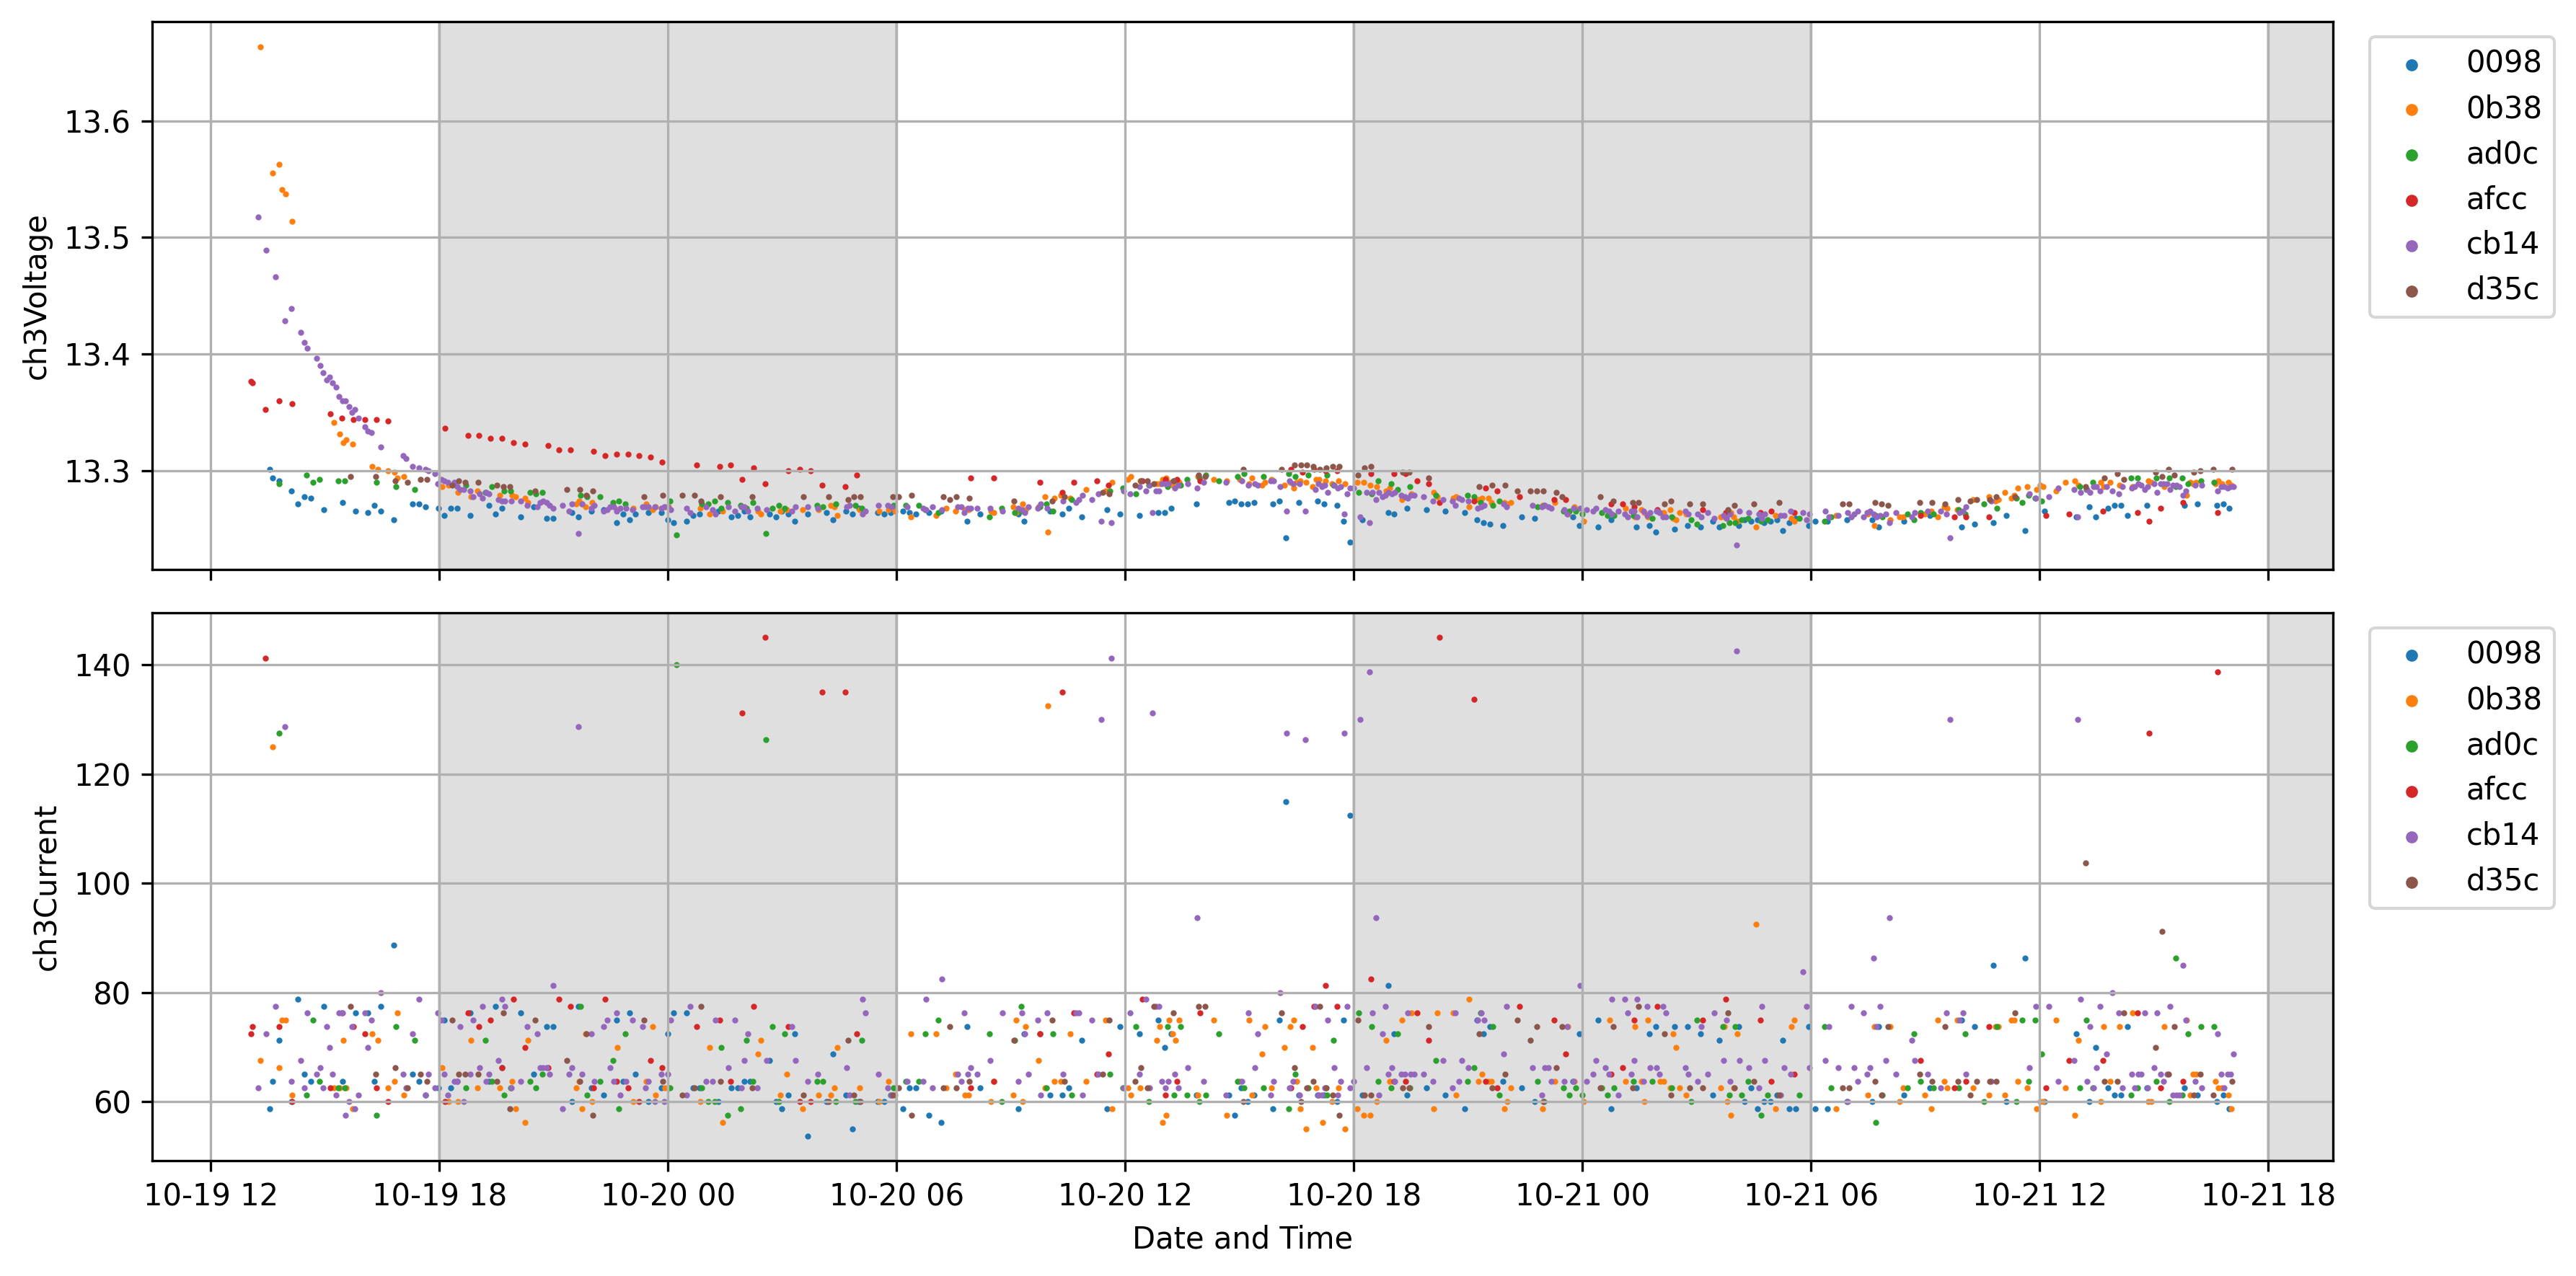 ch3Voltage
13.6
13.5
13.4
13.3
0098
0b38
ad0c
afcc
cb14
d35c
ch3Current
140
120
100
80
60
0098
0b38
ad0c
afcc
cb14
d35c
10-19 12 10-19 18 10-20 00 10-20 06 10-20 12 10-20 18 10-21 00 10-21 06 10-21 12 10-21 18
Date and Time